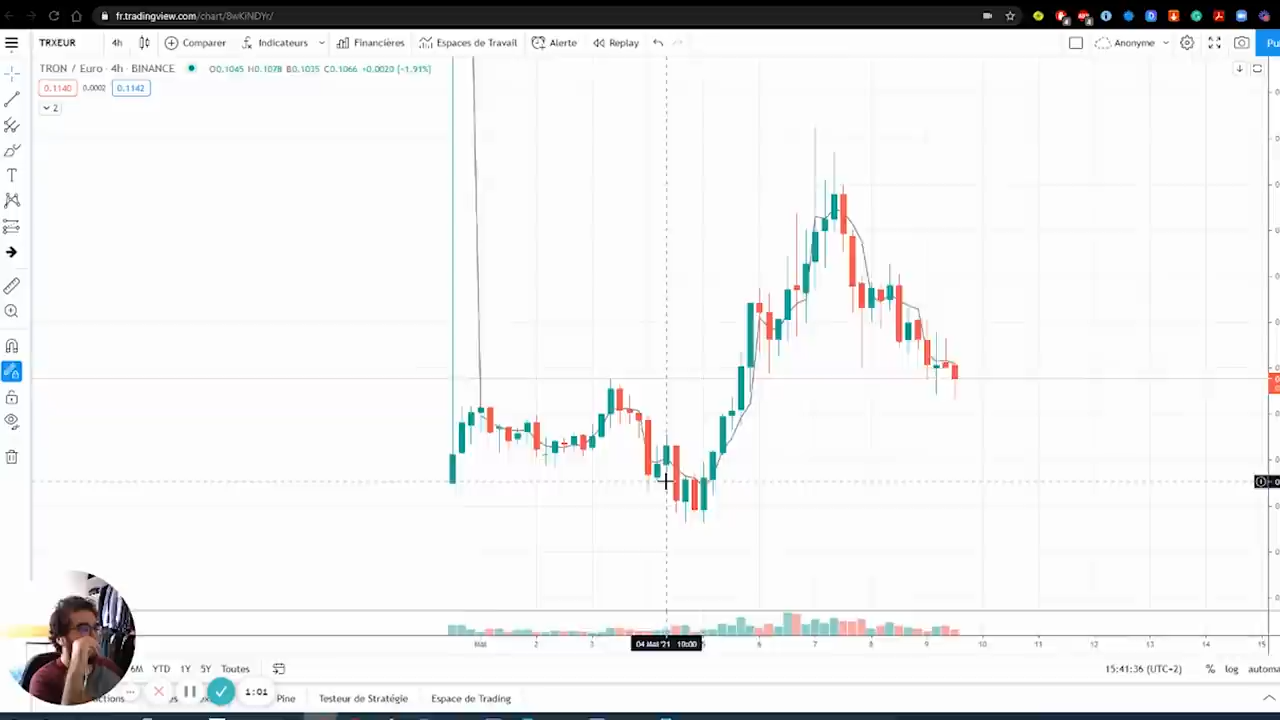 fr.tradingview.com/chart/8wKiNDYr/
TRXEUR 4h Comparer Indicateurs Financières Espaces de Travail Alerte Replay Anonyme Pu
TRON / Euro · 4h · BINANCE O0.1045 H0.1078 B0.1035 C0.1066 +0.0020 (−1.91%)
0.1140 0.0002 0.1142
2
04 Mai '21 10:00
Mai 2 3 5 6 7 8 9 10 11 12 13 14 15
6M YTD 1Y 5Y Toutes 15:41:36 (UTC+2) % log automa
1:01 Pine Testeur de Stratégie Espace de Trading